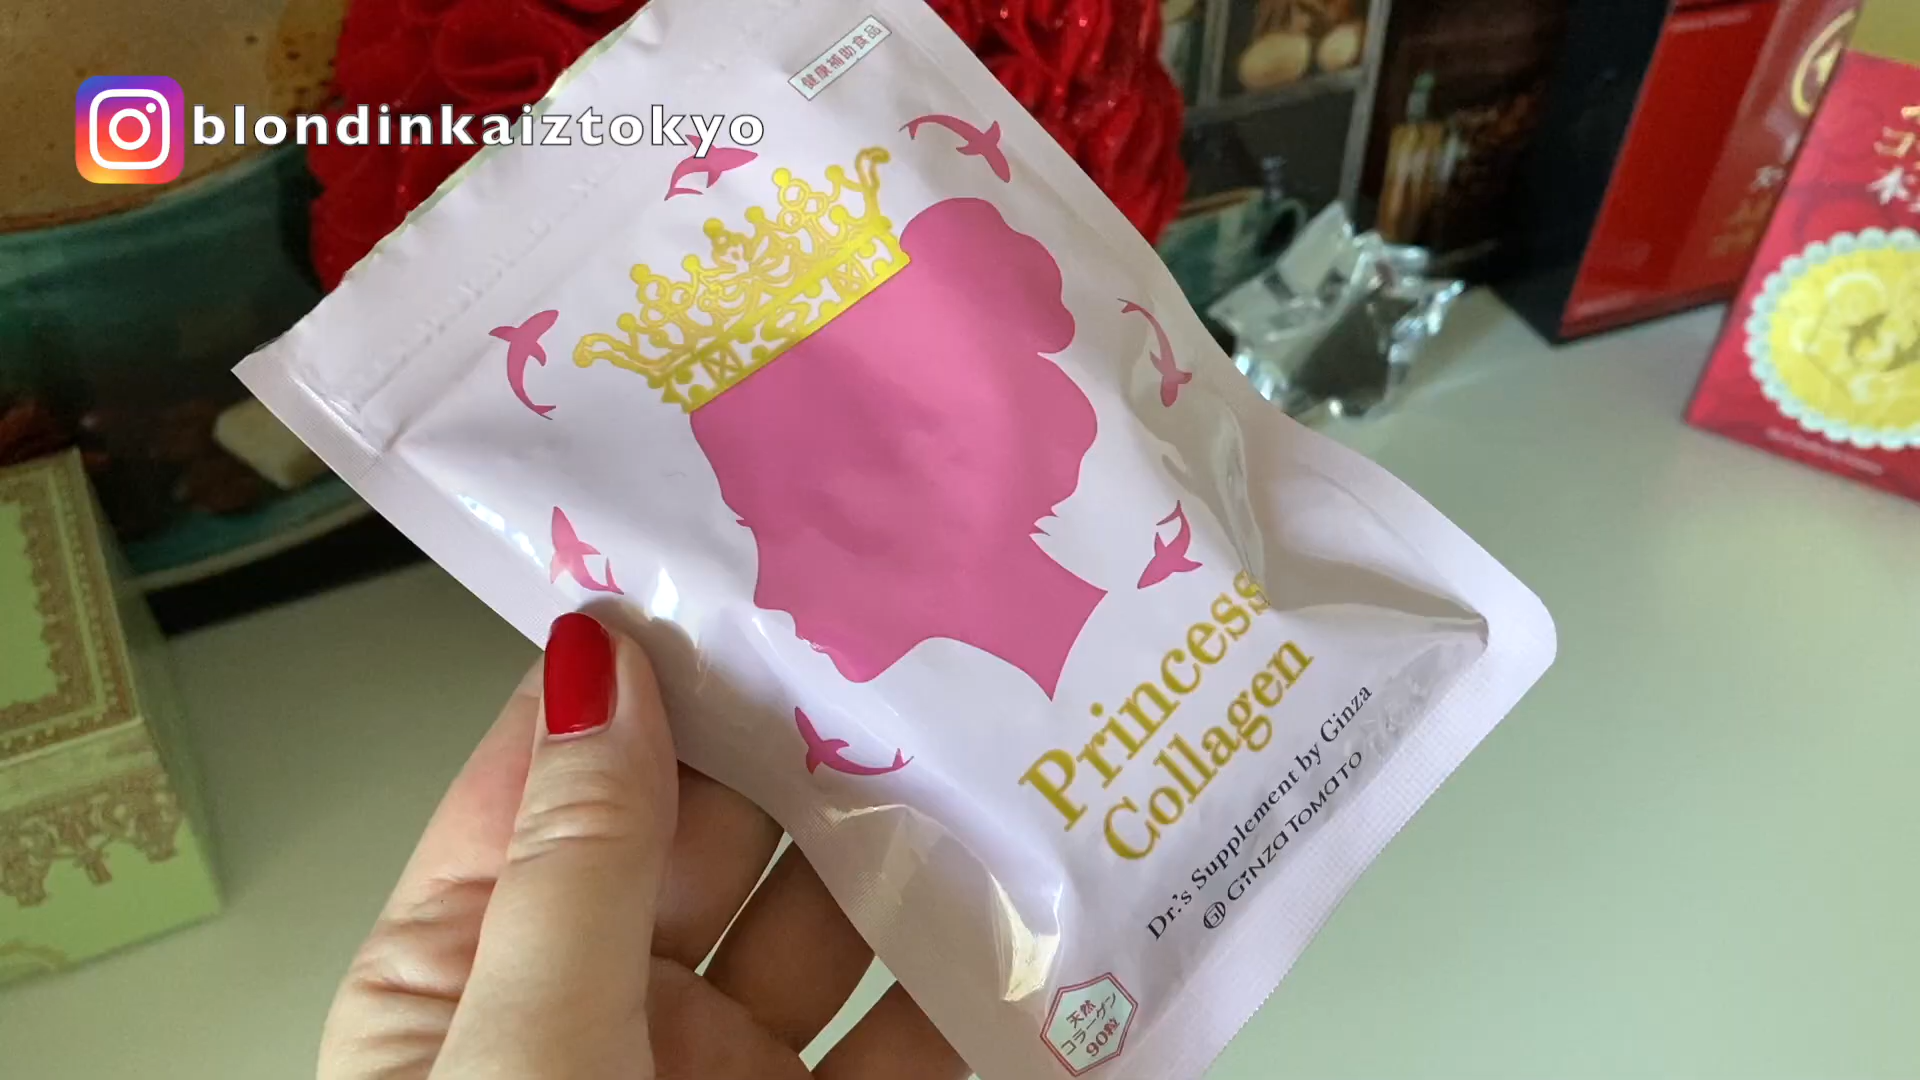 blondinkaiztokyo
健康補助食品
Princess
Collagen
Dr.'s Supplement by Ginza
GINZA TOMATO
天然
コラーゲン
90粒